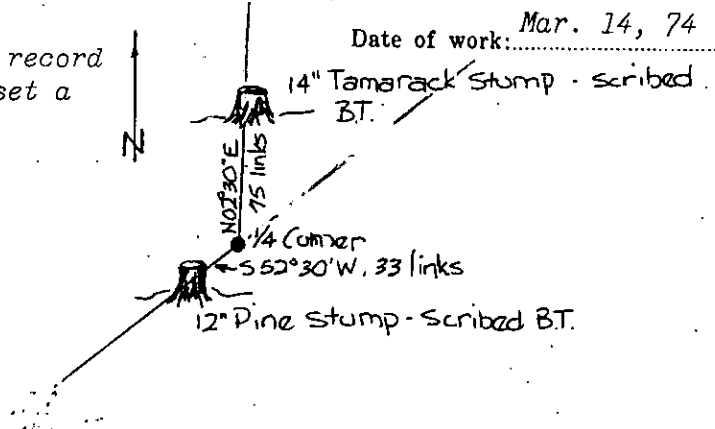 record
set a
Date of work: Mar. 14, 74
14" Tamarack stump - scribed
B.T.
N
N02°30"E
75 links
1/4 Corner
S52°30'W, 33 links
12" Pine stump - Scribed B.T.